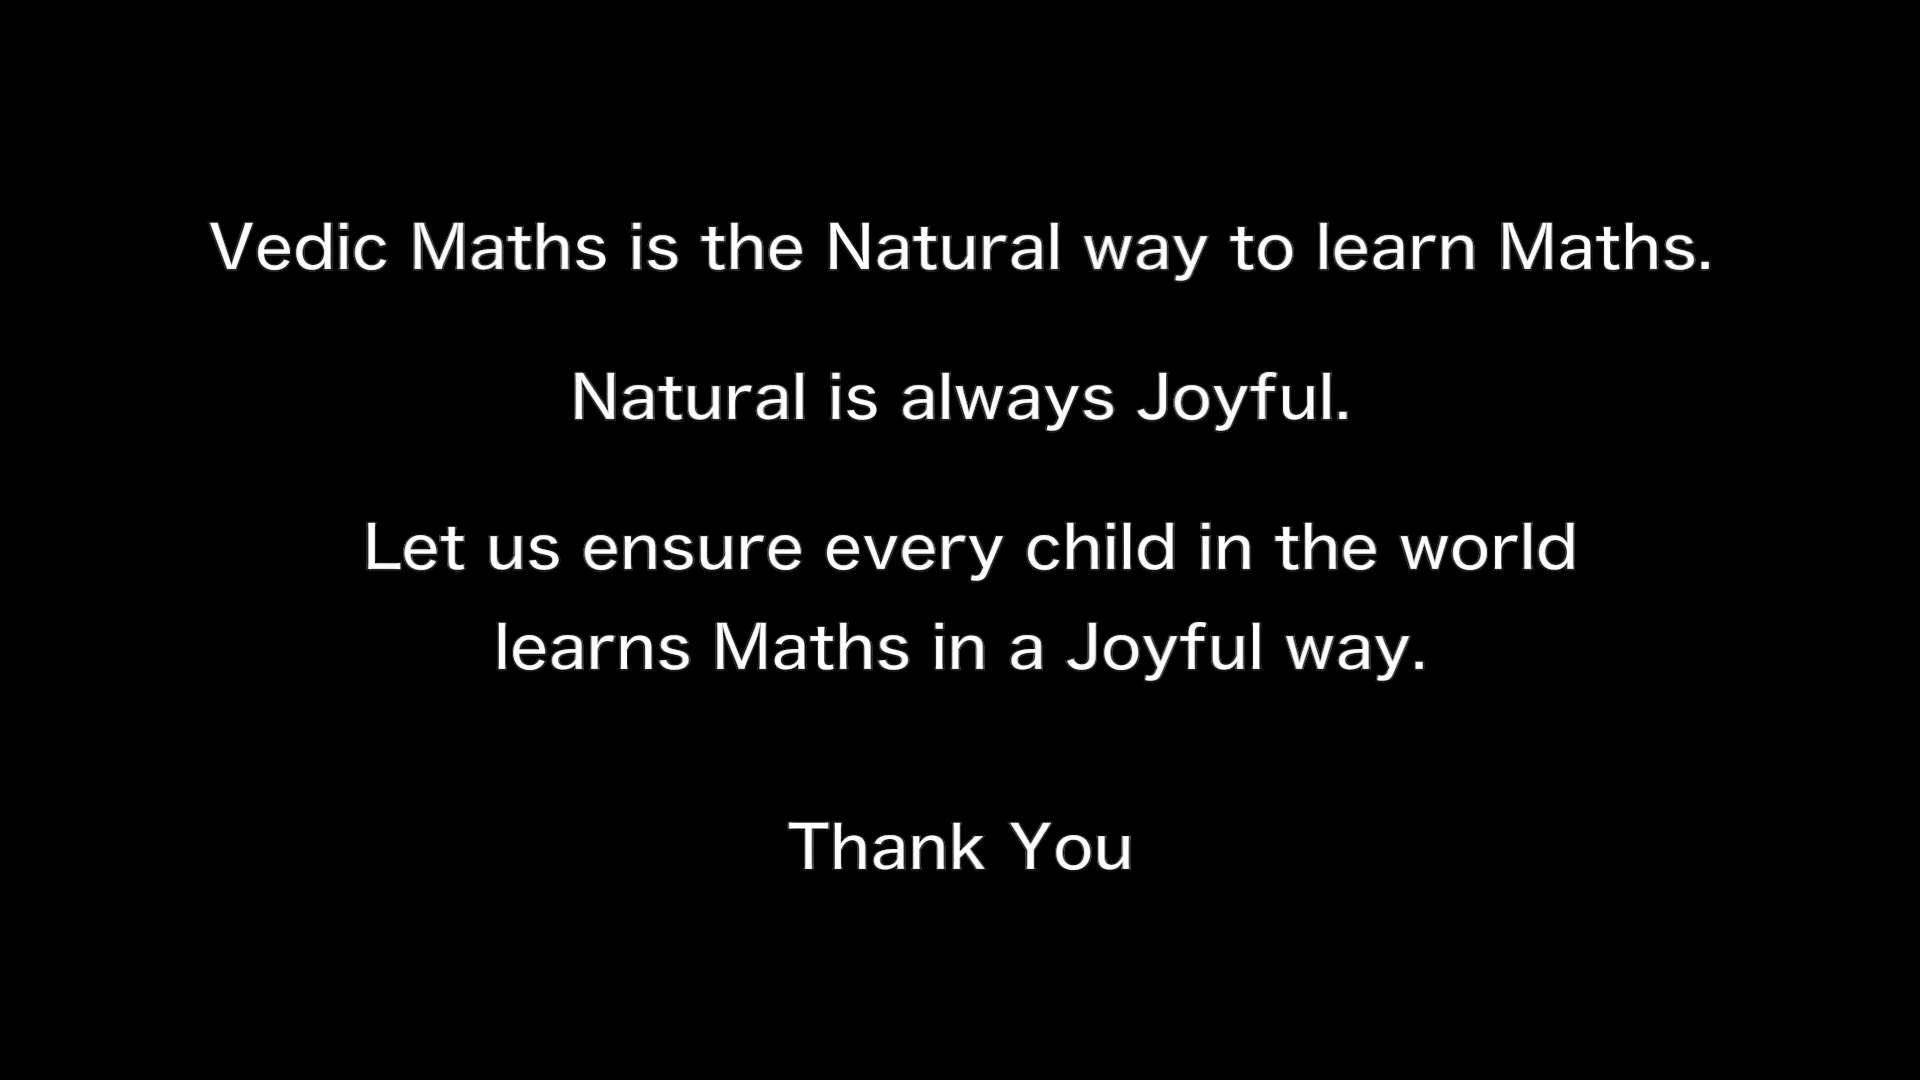 Vedic Maths is the Natural way to learn Maths.
Natural is always Joyful.
Let us ensure every child in the world
learns Maths in a Joyful way.
Thank You